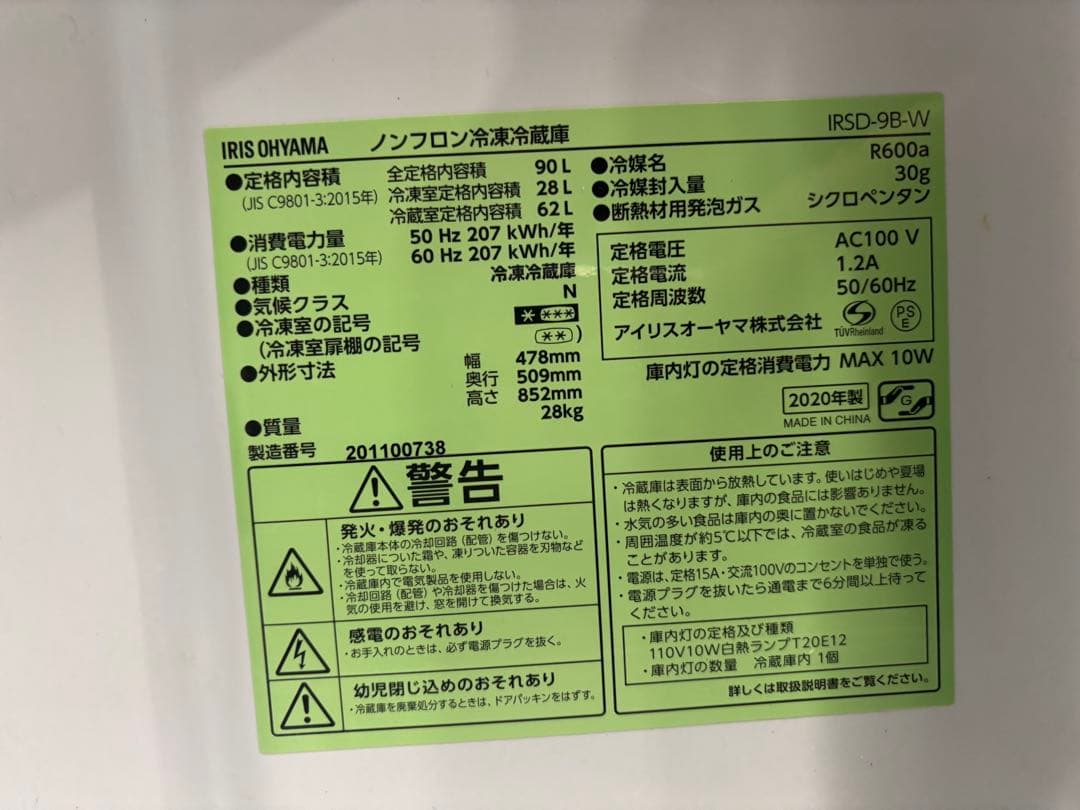 IRIS OHYAMA ノンフロン冷凍冷蔵庫 IRSD-9B-W
●定格内容積
(JIS C9801-3:2015年)
全定格内容積 90 L
冷凍室定格内容積 28 L
冷蔵室定格内容積 62 L
●消費電力量
(JIS C9801-3:2015年)
50 Hz 207 kWh/年
60 Hz 207 kWh/年
●種類 冷凍冷蔵庫
●気候クラス N
●冷凍室の記号 * ***
(冷凍室扉棚の記号 ** )
●外形寸法
幅 478mm
奥行 509mm
高さ 852mm
●質量 28kg
製造番号 201100738
●冷媒名 R600a
●冷媒封入量 30g
●断熱材用発泡ガス シクロペンタン
定格電圧 AC100 V
定格電流 1.2A
定格周波数 50/60Hz
アイリスオーヤマ株式会社 TÜVRheinland PS E
庫内灯の定格消費電力 MAX 10W
2020年製 G
MADE IN CHINA
警告
発火・爆発のおそれあり
・冷蔵庫本体の冷却回路(配管)を傷つけない。
・冷却器についた霜や、凍りついた容器を刃物など
を使って取らない。
・冷蔵庫内で電気製品を使用しない。
・冷却回路(配管)や冷却器を傷つけた場合は、火
気の使用を避け、窓を開けて換気する。
感電のおそれあり
・お手入れのときは、必ず電源プラグを抜く。
幼児閉じ込めのおそれあり
・冷蔵庫を廃棄処分するときは、ドアパッキンをはずす。
使用上のご注意
・冷蔵庫は表面から放熱しています。使いはじめや夏場
は熱くなりますが、庫内の食品には影響ありません。
・水気の多い食品は庫内の奥に置かないでください。
・周囲温度が約5℃以下では、冷蔵室の食品が凍る
ことがあります。
・電源は、定格15A・交流100Vのコンセントを単独で使う。
・電源プラグを抜いたら通電まで6分間以上待って
ください。
・庫内灯の定格及び種類
110V10W白熱ランプT20E12
・庫内灯の数量 冷蔵庫内 1個
詳しくは取扱説明書をご覧ください。